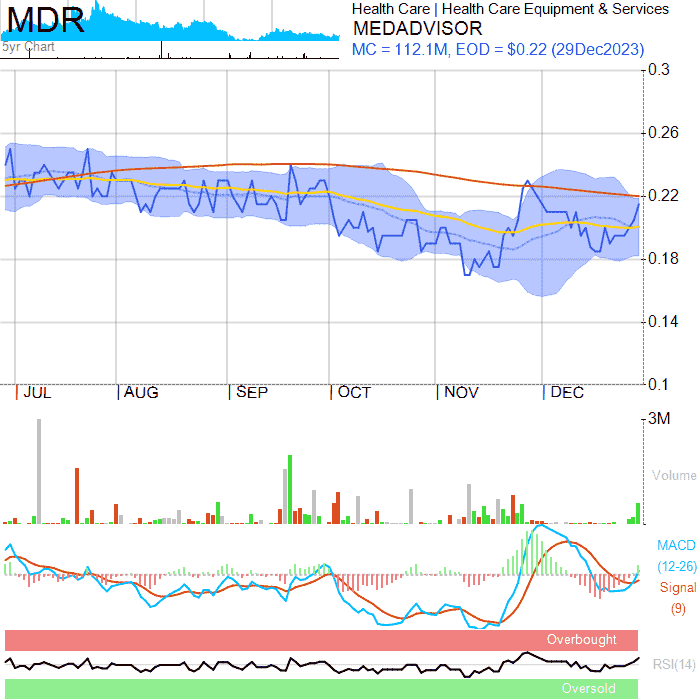 MDR
5yr Chart
Health Care | Health Care Equipment & Services
MEDADVISOR
MC = 112.1M, EOD = $0.22 (29Dec2023)
0.3
0.26
0.22
0.18
0.14
0.1
JUL AUG SEP OCT NOV DEC
3M
Volume
MACD
(12-26)
Signal
(9)
Overbought
RSI(14)
Oversold